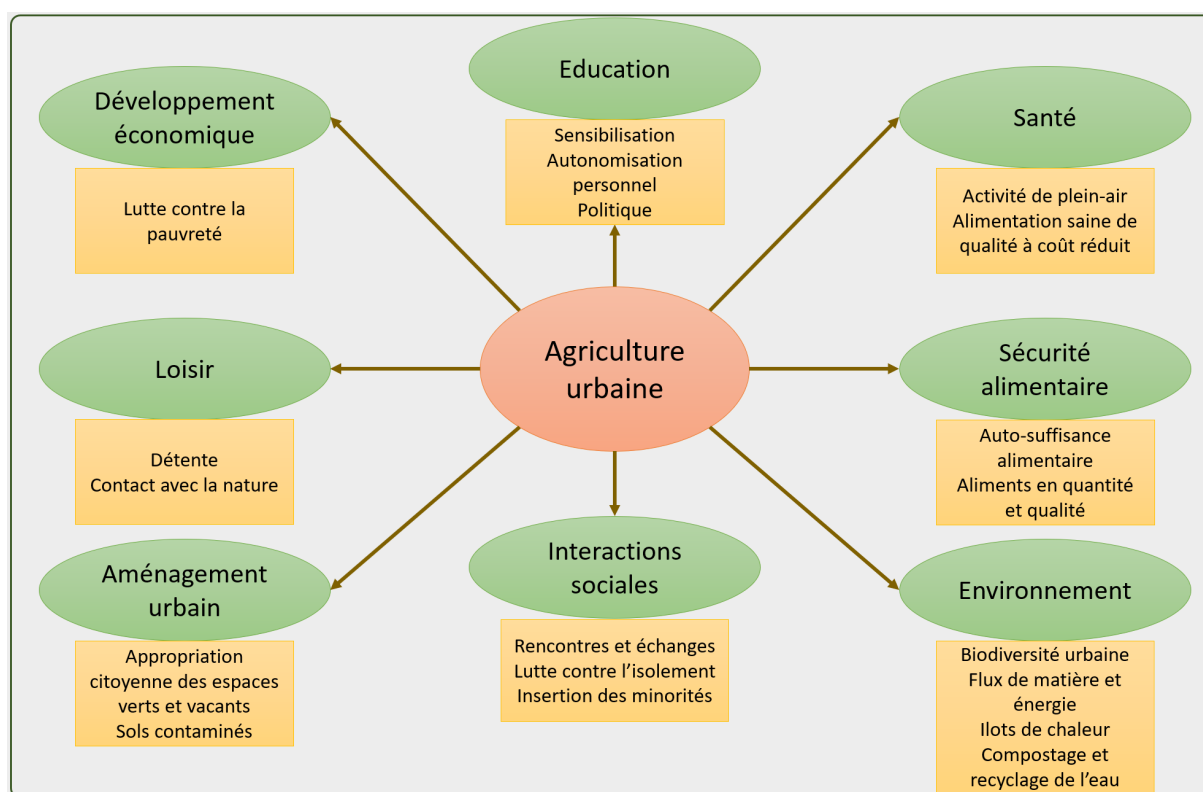 Education
Sensibilisation
Autonomisation
personnel
Politique
Développement
économique
Lutte contre la
pauvreté
Santé
Activité de plein-air
Alimentation saine de
qualité à coût réduit
Agriculture
urbaine
Loisir
Détente
Contact avec la nature
Sécurité
alimentaire
Auto-suffisance
alimentaire
Aliments en quantité
et qualité
Aménagement
urbain
Appropriation
citoyenne des espaces
verts et vacants
Sols contaminés
Interactions
sociales
Rencontres et échanges
Lutte contre l’isolement
Insertion des minorités
Environnement
Biodiversité urbaine
Flux de matière et
énergie
Ilots de chaleur
Compostage et
recyclage de l’eau